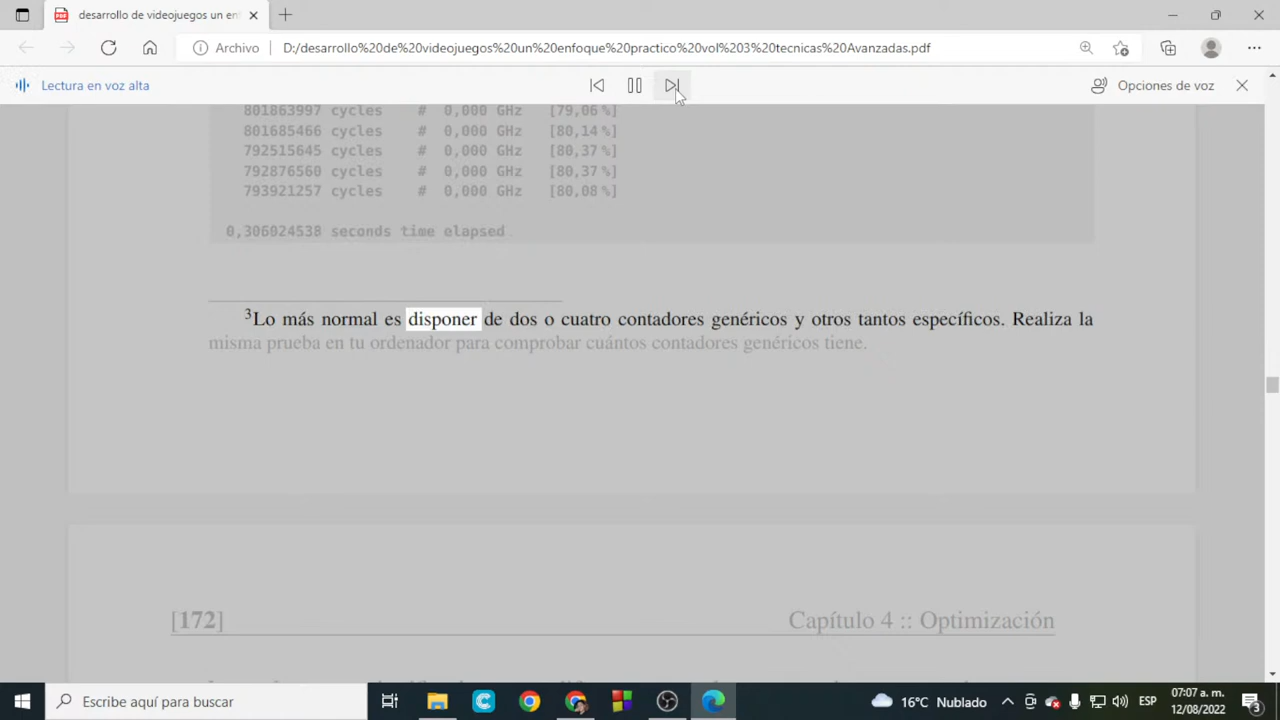 desarrollo de videojuegos un en
Archivo
D:/desarrollo%20de%20videojuegos%20un%20enfoque%20practico%20vol%203%20tecnicas%20Avanzadas.pdf
Lectura en voz alta
Opciones de voz
801863997 cycles # 0,000 GHz [79,06 %]
801685466 cycles # 0,000 GHz [80,14 %]
792515645 cycles # 0,000 GHz [80,37 %]
792876560 cycles # 0,000 GHz [80,37 %]
793921257 cycles # 0,000 GHz [80,08 %]
0,306024538 seconds time elapsed
3Lo más normal es disponer de dos o cuatro contadores genéricos y otros tantos específicos. Realiza la
misma prueba en tu ordenador para comprobar cuántos contadores genéricos tiene.
[172]
Capítulo 4 :: Optimización
Escribe aquí para buscar
16°C Nublado
ESP
07:07 a. m.
12/08/2022
3